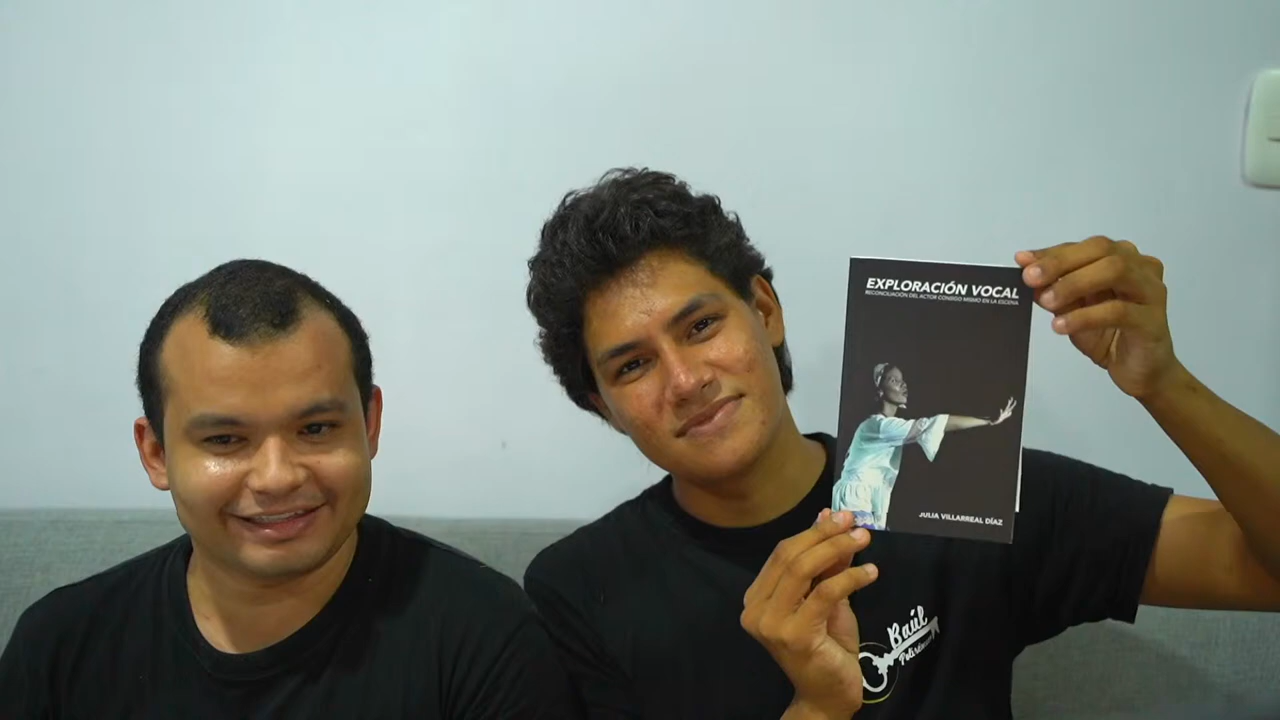 EXPLORACIÓN VOCAL
RECONCILIACIÓN DEL ACTOR CONSIGO MISMO EN LA ESCENA
JULIA VILLARREAL DÍAZ
Baúl